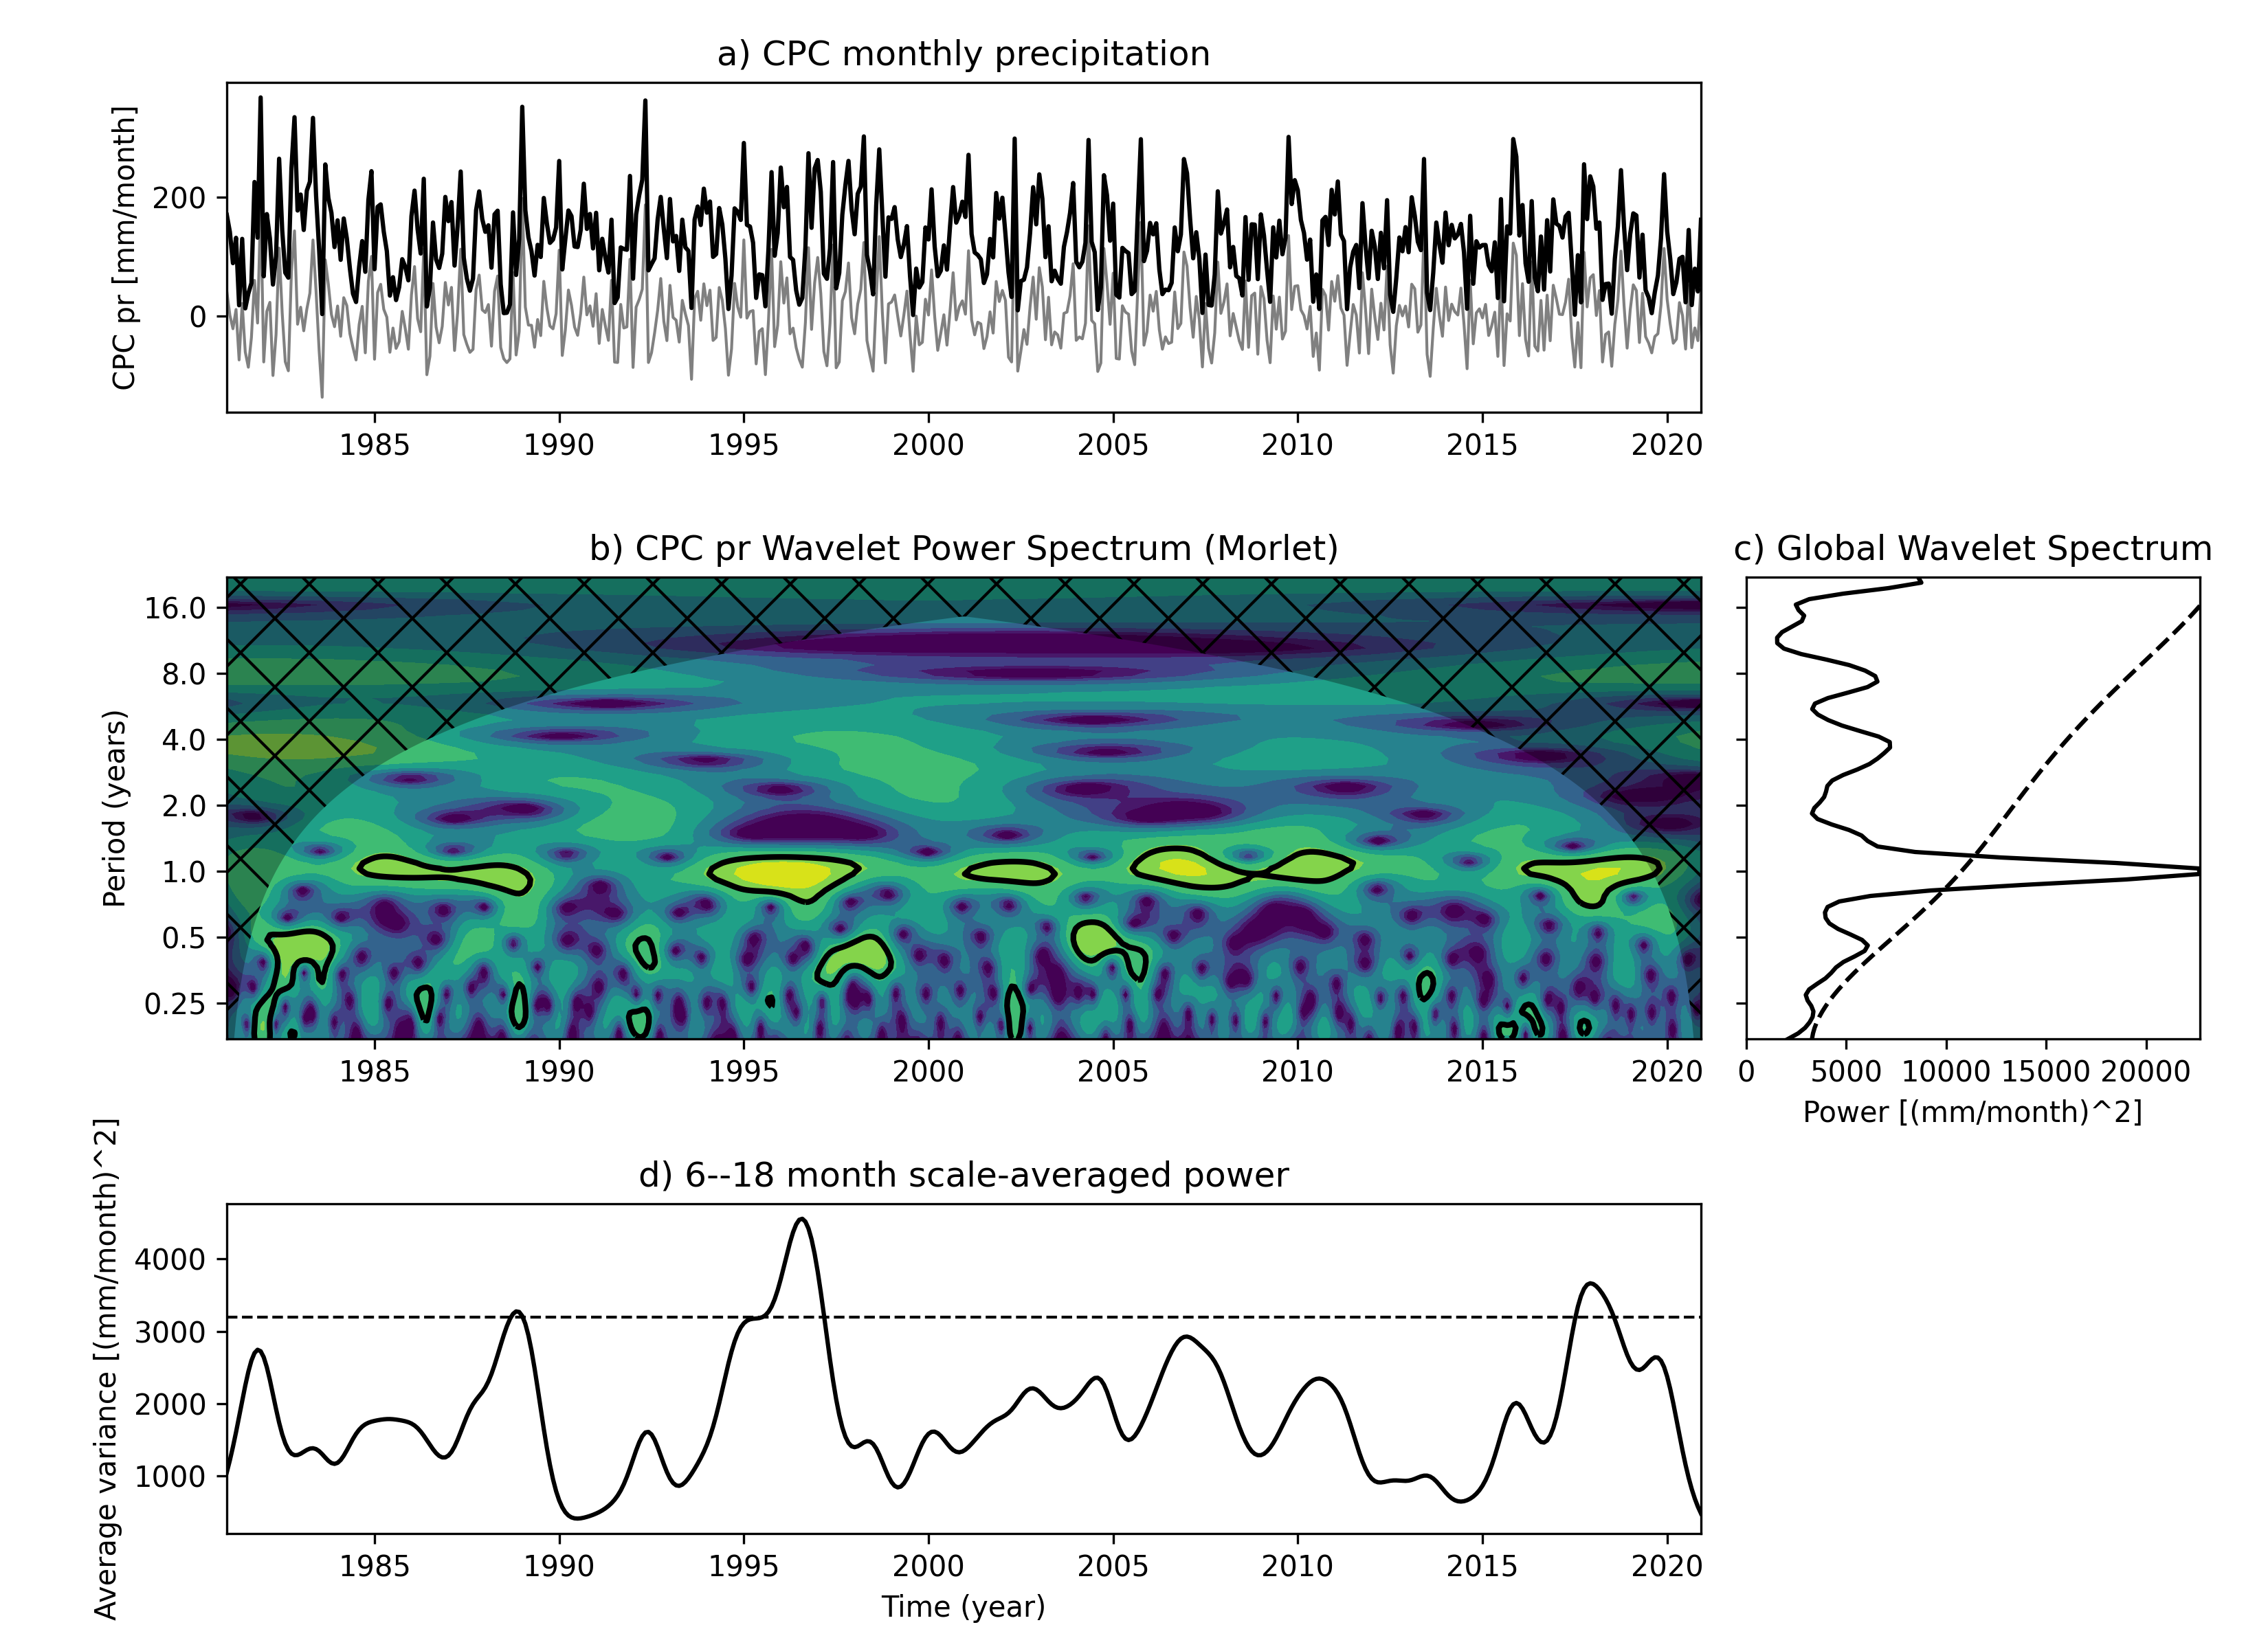 a) CPC monthly precipitation
CPC pr [mm/month]
200
0
1985 1990 1995 2000 2005 2010 2015 2020
b) CPC pr Wavelet Power Spectrum (Morlet)
Period (years)
16.0
8.0
4.0
2.0
1.0
0.5
0.25
1985 1990 1995 2000 2005 2010 2015 2020
c) Global Wavelet Spectrum
0 5000 10000 15000 20000
Power [(mm/month)^2]
d) 6--18 month scale-averaged power
Average variance [(mm/month)^2]
4000
3000
2000
1000
1985 1990 1995 2000 2005 2010 2015 2020
Time (year)